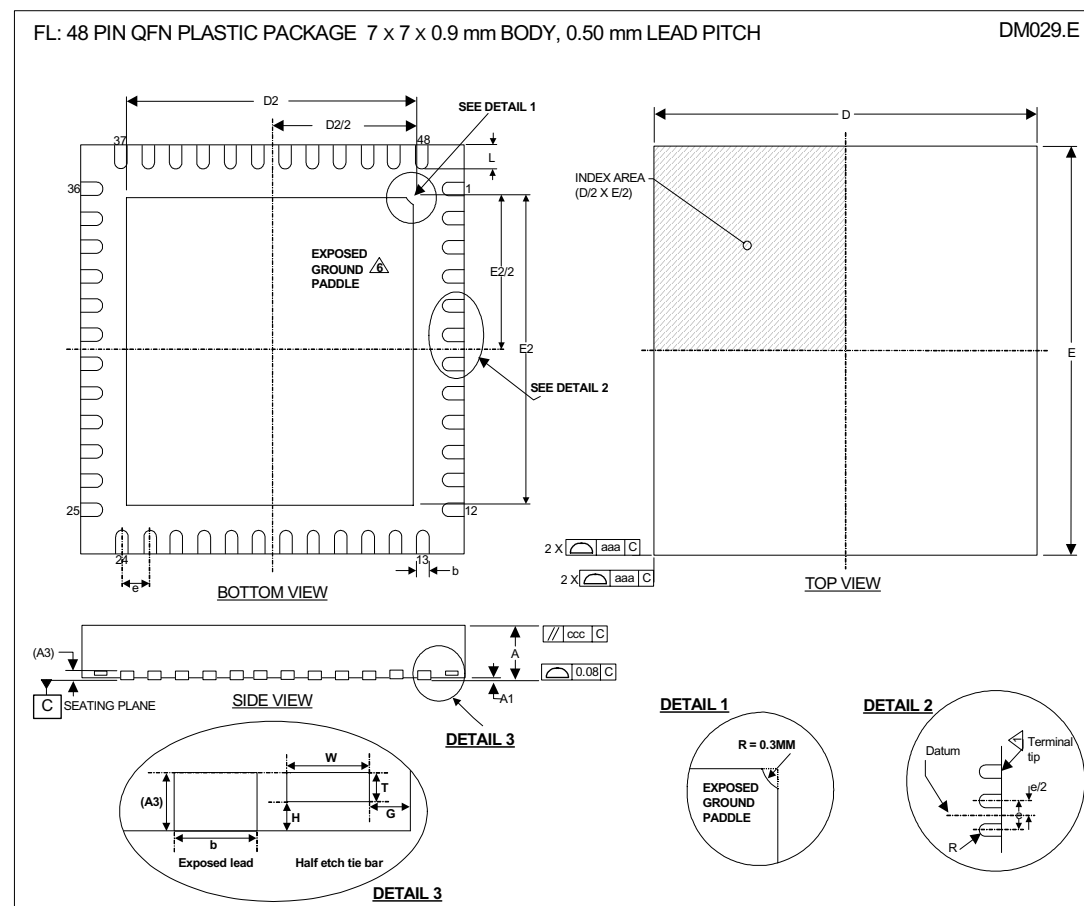 FL: 48 PIN QFN PLASTIC PACKAGE 7 x 7 x 0.9 mm BODY, 0.50 mm LEAD PITCH
DM029.E
D2
SEE DETAIL 1
D2/2
37
48
L
36
1
EXPOSED
GROUND
PADDLE
6
E2/2
E2
SEE DETAIL 2
25
12
24
13
e
b
BOTTOM VIEW
D
INDEX AREA
(D/2 X E/2)
E
2 X aaa C
2 X aaa C
TOP VIEW
(A3)
A
// ccc C
0.08 C
C
SEATING PLANE
A1
SIDE VIEW
DETAIL 3
W
(A3)
T
H
G
b
Exposed lead
Half etch tie bar
DETAIL 3
DETAIL 1
R = 0.3MM
EXPOSED
GROUND
PADDLE
DETAIL 2
Datum
1
Terminal
tip
e/2
e
R